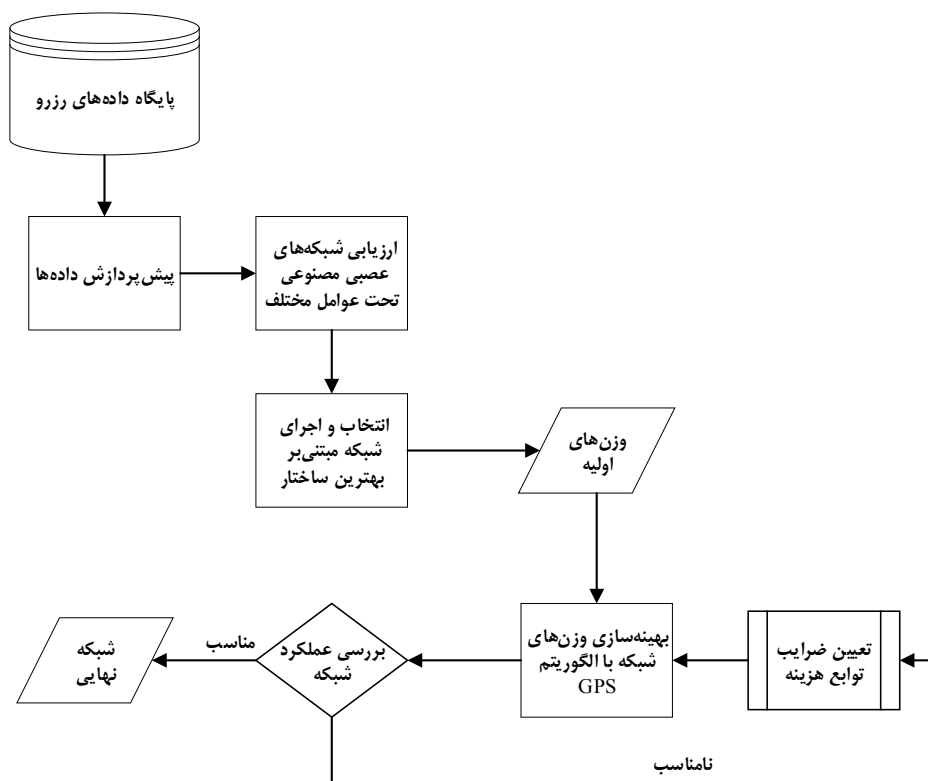 پایگاه داده‌های رزرو
پیش‌پردازش داده‌ها
ارزیابی شبکه‌های
عصبی مصنوعی
تحت عوامل مختلف
انتخاب و اجرای
شبکه مبتنی‌بر
بهترین ساختار
وزن‌های
اولیه
تعیین ضرایب
توابع هزینه
بهینه‌سازی وزن‌های
شبکه با الگوریتم
GPS
بررسی عملکرد
شبکه
مناسب
شبکه
نهایی
نامناسب